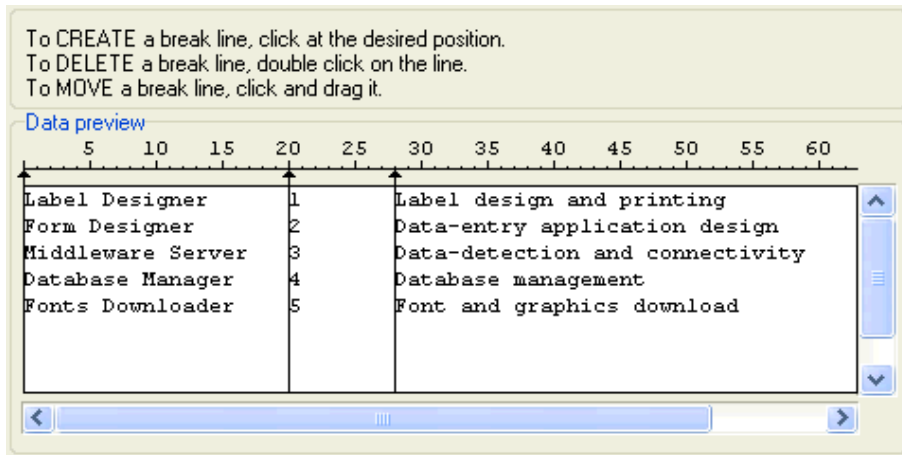 To CREATE a break line, click at the desired position.
To DELETE a break line, double click on the line.
To MOVE a break line, click and drag it.
Data preview
5 10 15 20 25 30 35 40 45 50 55 60
Label Designer 1 Label design and printing
Form Designer 2 Data-entry application design
Middleware Server 3 Data-detection and connectivity
Database Manager 4 Database management
Fonts Downloader 5 Font and graphics download